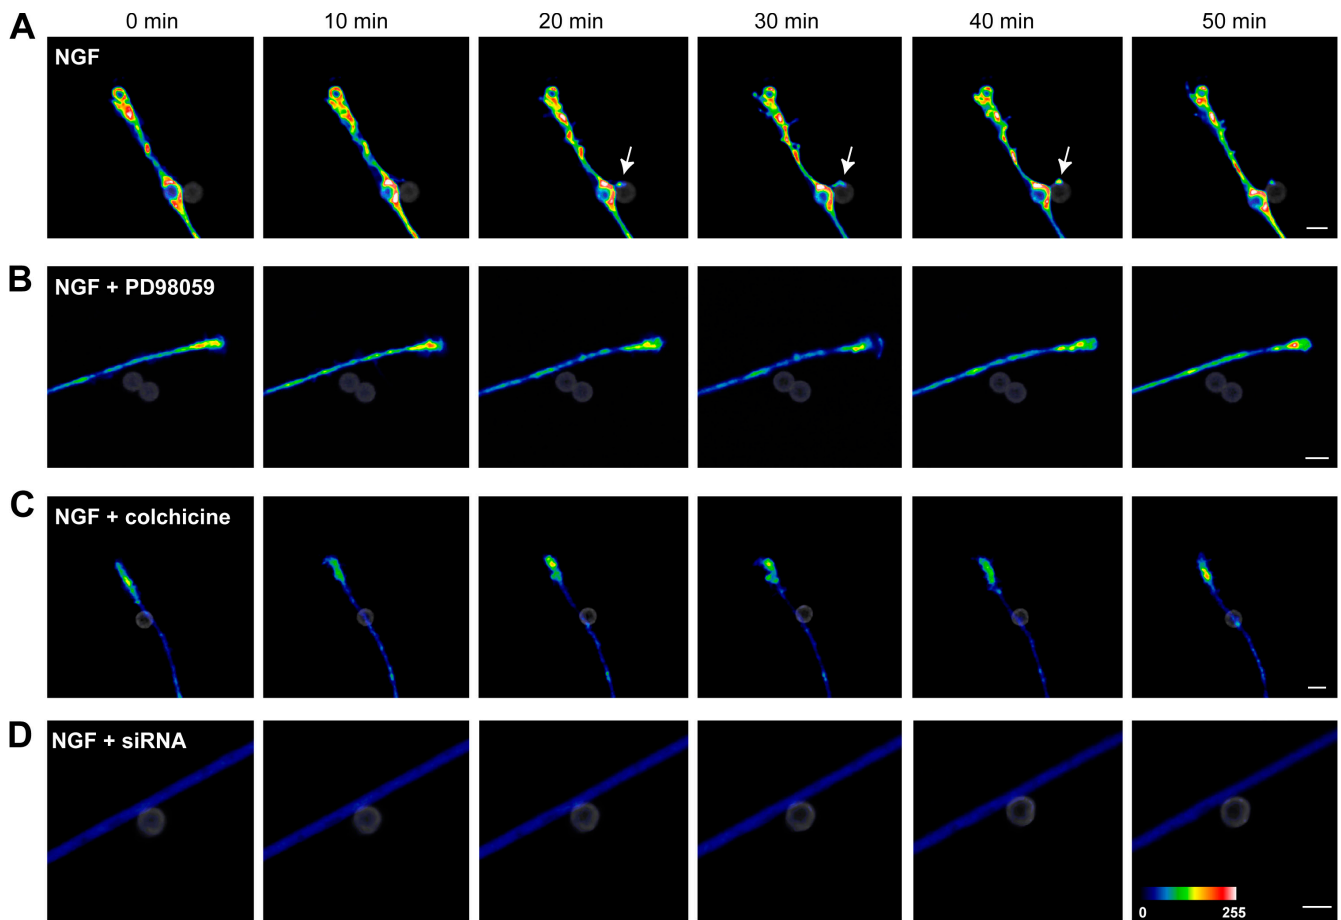 A 0 min 10 min 20 min 30 min 40 min 50 min
NGF
B
NGF + PD98059
C
NGF + colchicine
D
NGF + siRNA
0 255